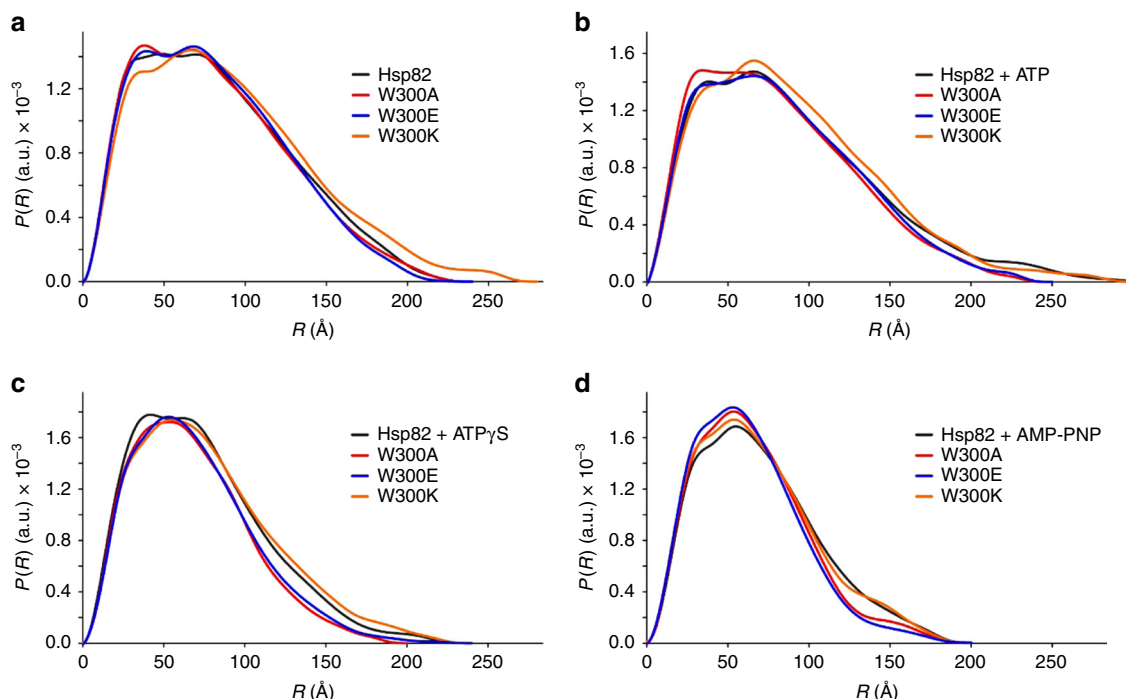 a
P(R) (a.u.) × 10⁻³
1.2
0.8
0.4
0.0
0 50 100 150 200 250
R (Å)
Hsp82
W300A
W300E
W300K
b
P(R) (a.u.) × 10⁻³
1.6
1.2
0.8
0.4
0.0
0 50 100 150 200 250
R (Å)
Hsp82 + ATP
W300A
W300E
W300K
c
P(R) (a.u.) × 10⁻³
1.6
1.2
0.8
0.4
0.0
0 50 100 150 200 250
R (Å)
Hsp82 + ATPγS
W300A
W300E
W300K
d
P(R) (a.u.) × 10⁻³
1.6
1.2
0.8
0.4
0.0
0 50 100 150 200 250
R (Å)
Hsp82 + AMP-PNP
W300A
W300E
W300K